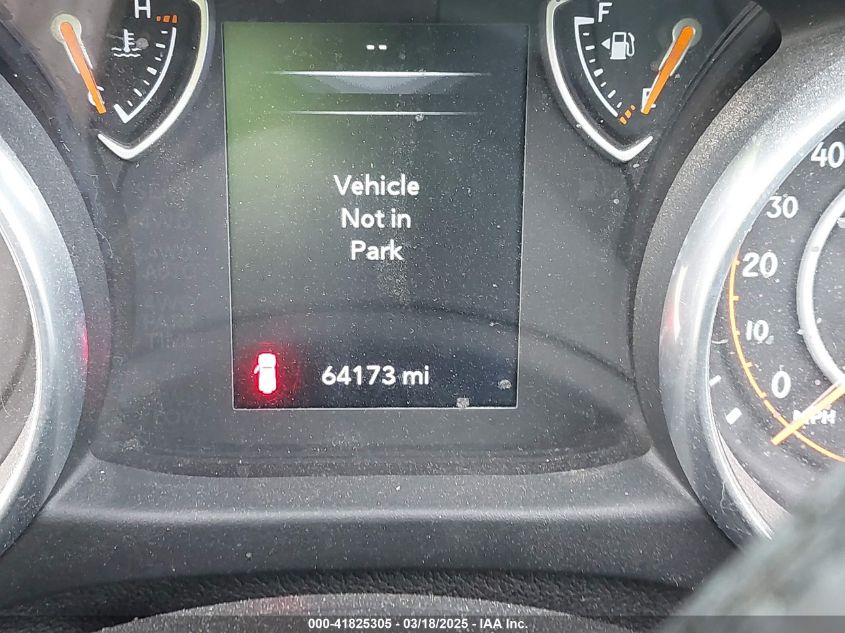 H
F
--
C
E
Vehicle
Not in
Park
64173 mi
40
30
20
10
0
MPH
000-41825305 - 03/18/2025 - IAA Inc.